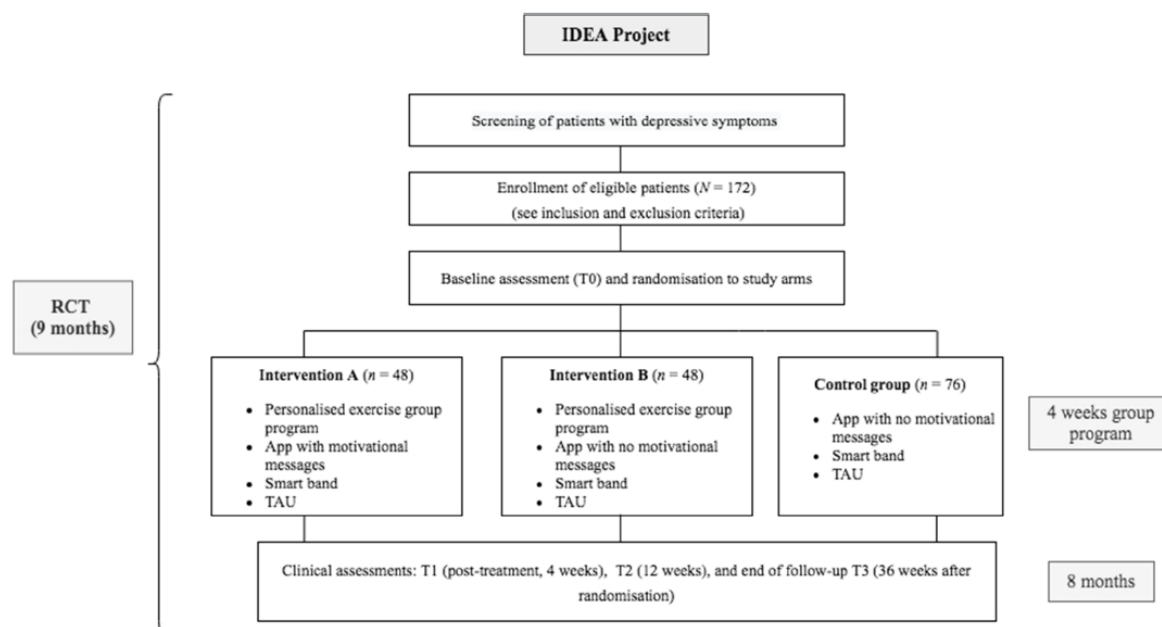 IDEA Project
Screening of patients with depressive symptoms
Enrollment of eligible patients (N = 172)
(see inclusion and exclusion criteria)
Baseline assessment (T0) and randomisation to study arms
RCT
(9 months)
Intervention A (n = 48)
• Personalised exercise group
program
• App with motivational
messages
• Smart band
• TAU
Intervention B (n = 48)
• Personalised exercise group
program
• App with no motivational
messages
• Smart band
• TAU
Control group (n = 76)
• App with no motivational
messages
• Smart band
• TAU
4 weeks group
program
Clinical assessments: T1 (post-treatment, 4 weeks), T2 (12 weeks), and end of follow-up T3 (36 weeks after
randomisation)
8 months